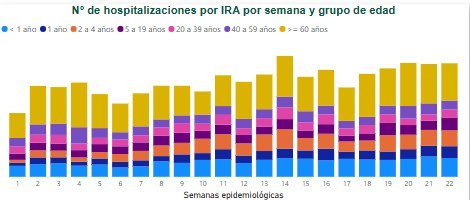 N° de hospitalizaciones por IRA por semana y grupo de edad
< 1 año 1 año 2 a 4 años 5 a 19 años 20 a 39 años 40 a 59 años >= 60 años
1 2 3 4 5 6 7 8 9 10 11 12 13 14 15 16 17 18 19 20 21 22
Semanas epidemiológicas